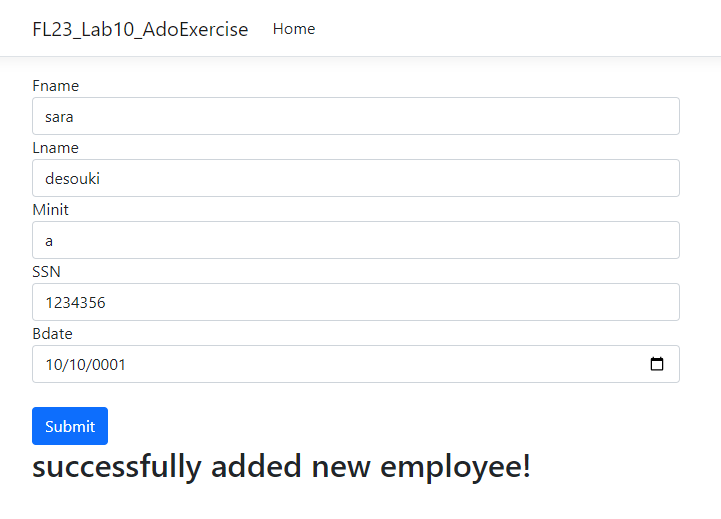 FL23_Lab10_AdoExercise Home
Fname
sara
Lname
desouki
Minit
a
SSN
1234356
Bdate
10/10/0001
Submit
successfully added new employee!